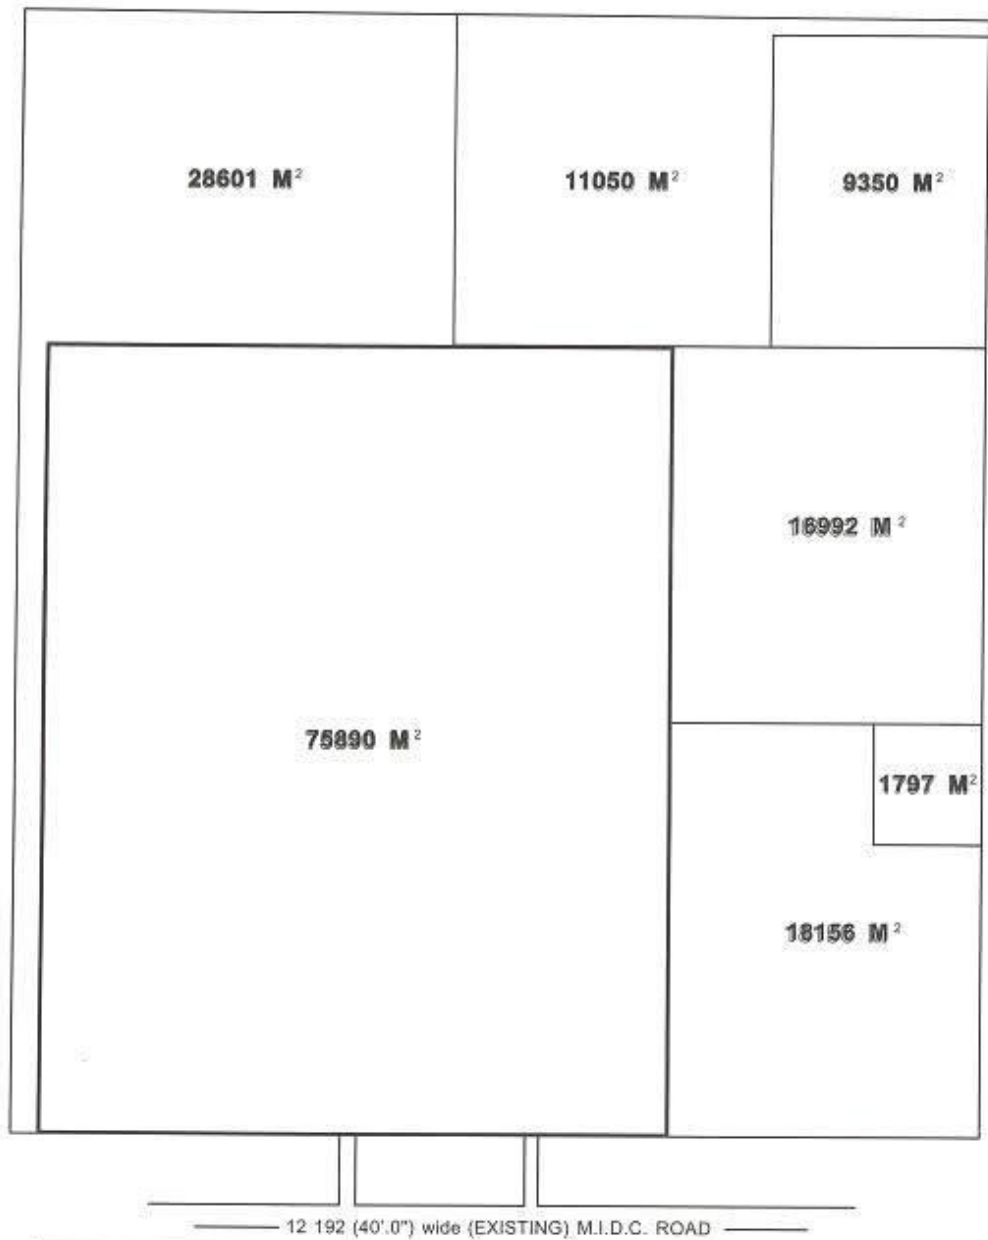 28601 M²
11050 M²
9350 M²
16992 M²
75890 M²
1797 M²
18156 M²
12 192 (40'.0") wide (EXISTING) M.I.D.C. ROAD